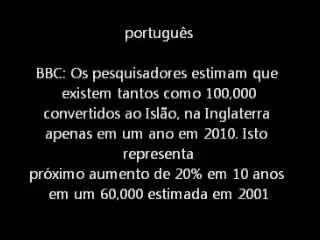 português
BBC: Os pesquisadores estimam que
existem tantos como 100,000
convertidos ao Islão, na Inglaterra
apenas em um ano em 2010. Isto
representa
próximo aumento de 20% em 10 anos
em um 60,000 estimada em 2001